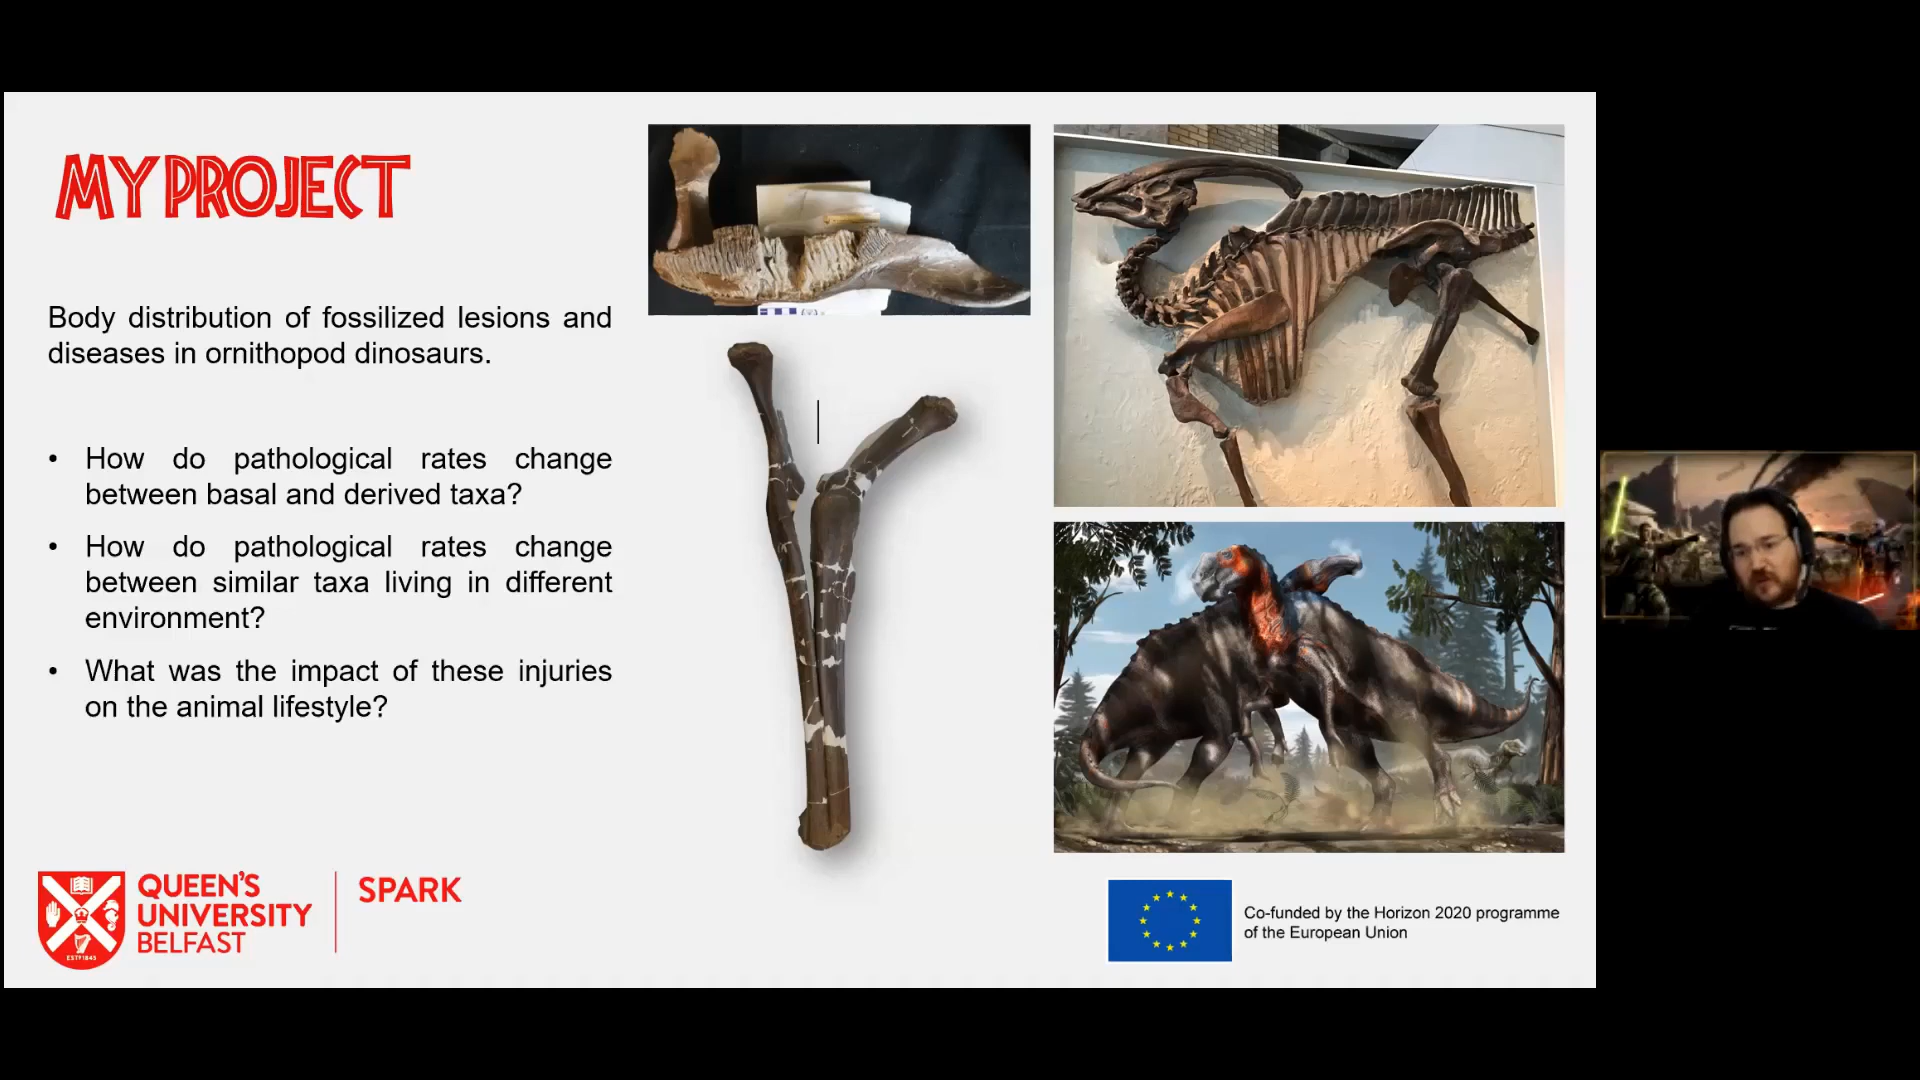 MY PROJECT
Body distribution of fossilized lesions and
diseases in ornithopod dinosaurs.
• How do pathological rates change
between basal and derived taxa?
• How do pathological rates change
between similar taxa living in different
environment?
• What was the impact of these injuries
on the animal lifestyle?
QUEEN'S
UNIVERSITY
BELFAST
ESTD 1845
SPARK
Co-funded by the Horizon 2020 programme
of the European Union